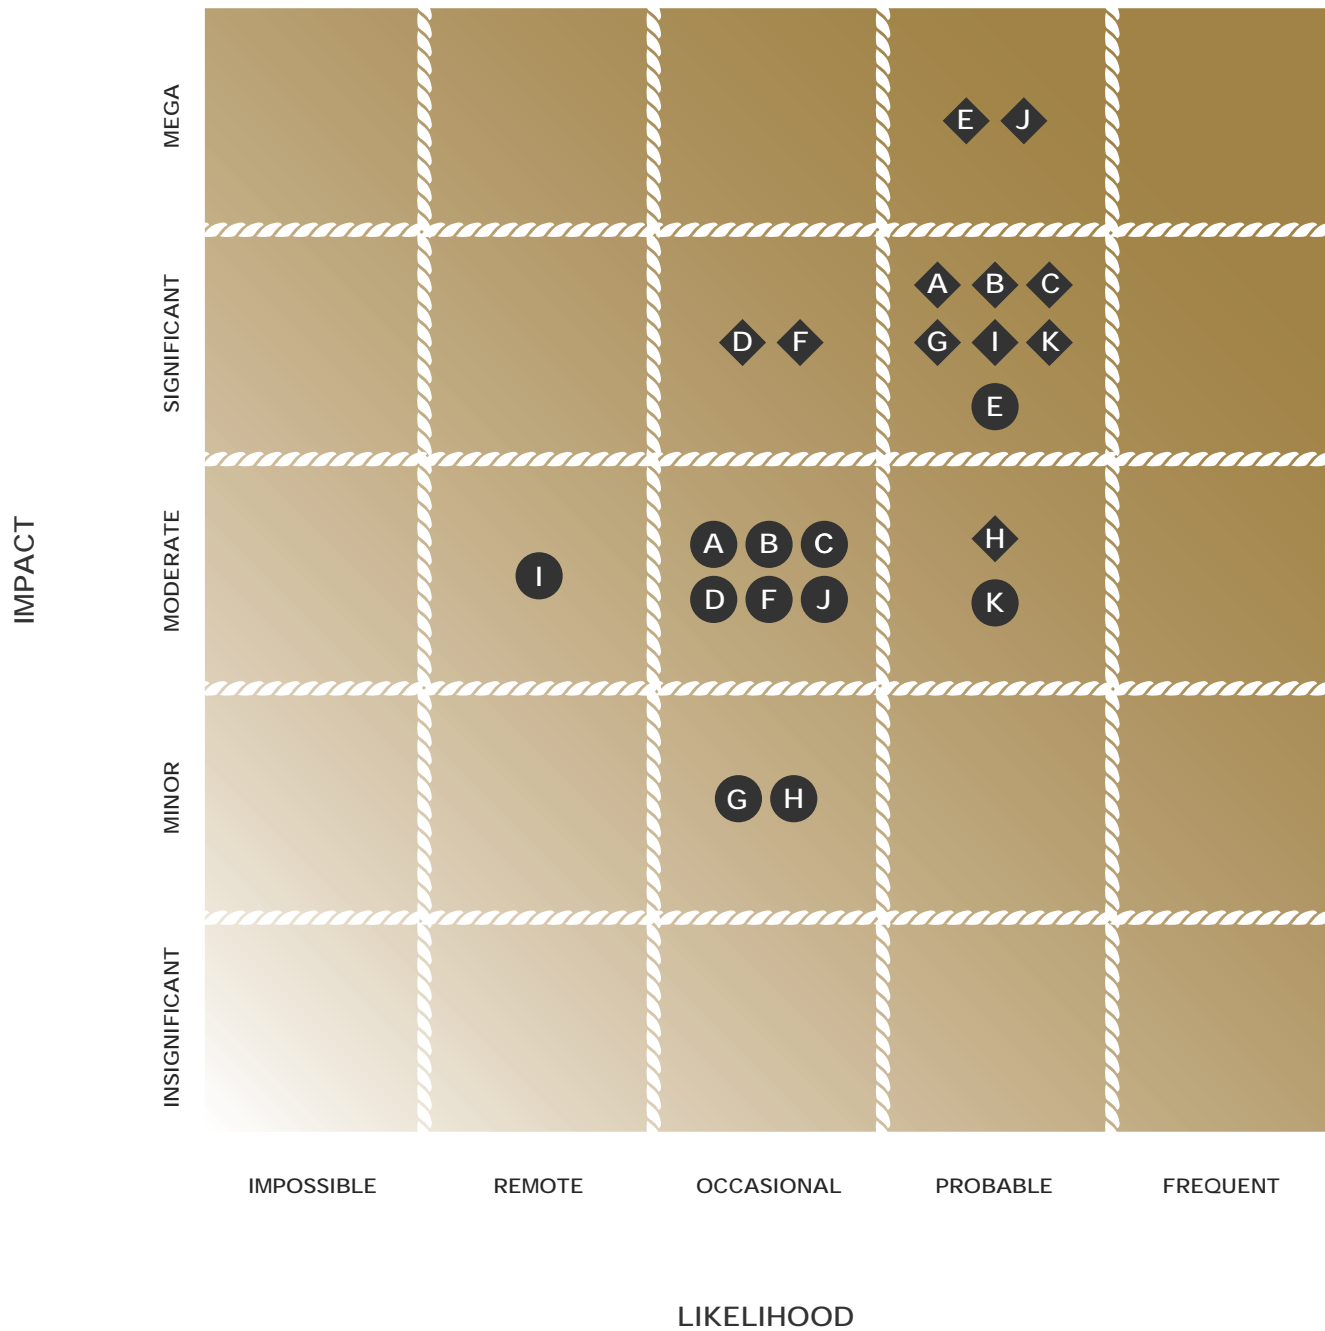 MEGA
E J
SIGNIFICANT
A B C
D F
G I K
E
IMPACT
MODERATE
H
A B C
I
D F J
K
MINOR
G H
INSIGNIFICANT
IMPOSSIBLE REMOTE OCCASIONAL PROBABLE FREQUENT
LIKELIHOOD